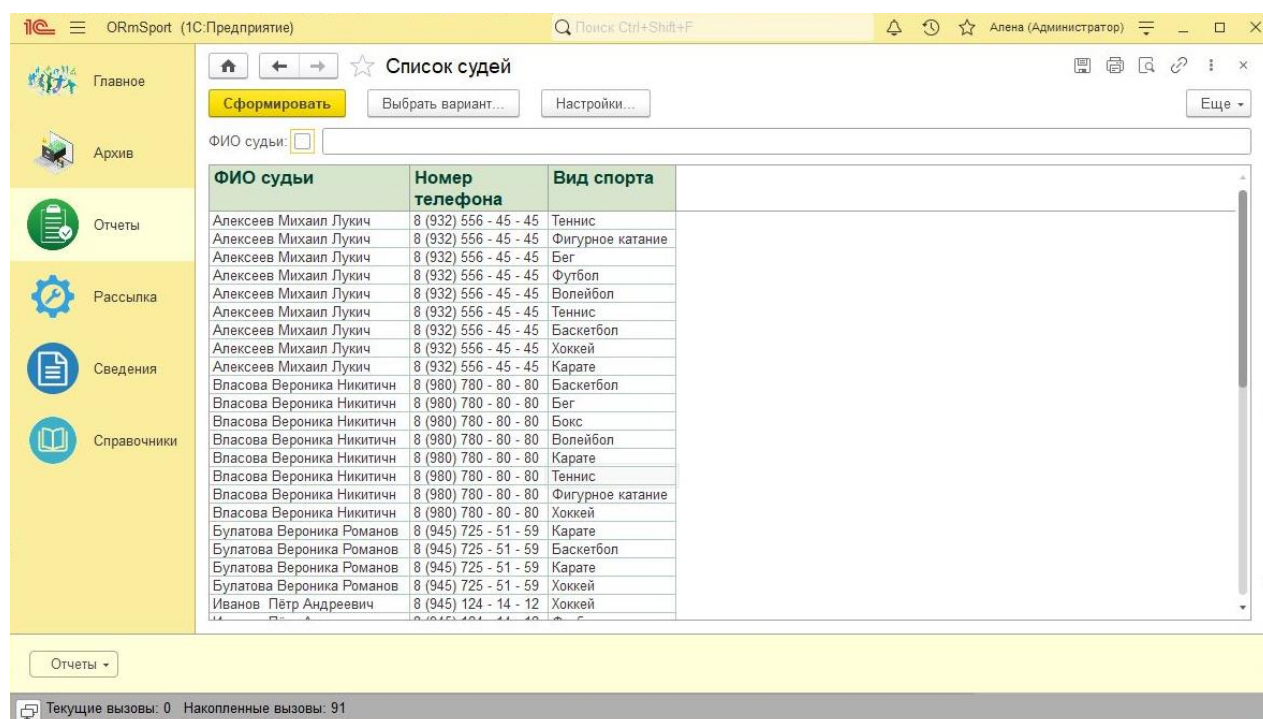 1С ORmSport (1С:Предприятие) Поиск Ctrl+Shift+F Алена (Администратор)
Главное
Архив
Отчеты
Рассылка
Сведения
Справочники
Список судей
Сформировать Выбрать вариант... Настройки... Еще
ФИО судьи:
ФИО судьи Номер телефона Вид спорта
Алексеев Михаил Лукич 8 (932) 556 - 45 - 45 Теннис
Алексеев Михаил Лукич 8 (932) 556 - 45 - 45 Фигурное катание
Алексеев Михаил Лукич 8 (932) 556 - 45 - 45 Бег
Алексеев Михаил Лукич 8 (932) 556 - 45 - 45 Футбол
Алексеев Михаил Лукич 8 (932) 556 - 45 - 45 Волейбол
Алексеев Михаил Лукич 8 (932) 556 - 45 - 45 Теннис
Алексеев Михаил Лукич 8 (932) 556 - 45 - 45 Баскетбол
Алексеев Михаил Лукич 8 (932) 556 - 45 - 45 Хоккей
Алексеев Михаил Лукич 8 (932) 556 - 45 - 45 Карате
Власова Вероника Никитичн 8 (980) 780 - 80 - 80 Баскетбол
Власова Вероника Никитичн 8 (980) 780 - 80 - 80 Бег
Власова Вероника Никитичн 8 (980) 780 - 80 - 80 Бокс
Власова Вероника Никитичн 8 (980) 780 - 80 - 80 Волейбол
Власова Вероника Никитичн 8 (980) 780 - 80 - 80 Карате
Власова Вероника Никитичн 8 (980) 780 - 80 - 80 Теннис
Власова Вероника Никитичн 8 (980) 780 - 80 - 80 Фигурное катание
Власова Вероника Никитичн 8 (980) 780 - 80 - 80 Хоккей
Булатова Вероника Романов 8 (945) 725 - 51 - 59 Карате
Булатова Вероника Романов 8 (945) 725 - 51 - 59 Баскетбол
Булатова Вероника Романов 8 (945) 725 - 51 - 59 Карате
Булатова Вероника Романов 8 (945) 725 - 51 - 59 Хоккей
Иванов Пётр Андреевич 8 (945) 124 - 14 - 12 Хоккей
Отчеты
Текущие вызовы: 0 Накопленные вызовы: 91